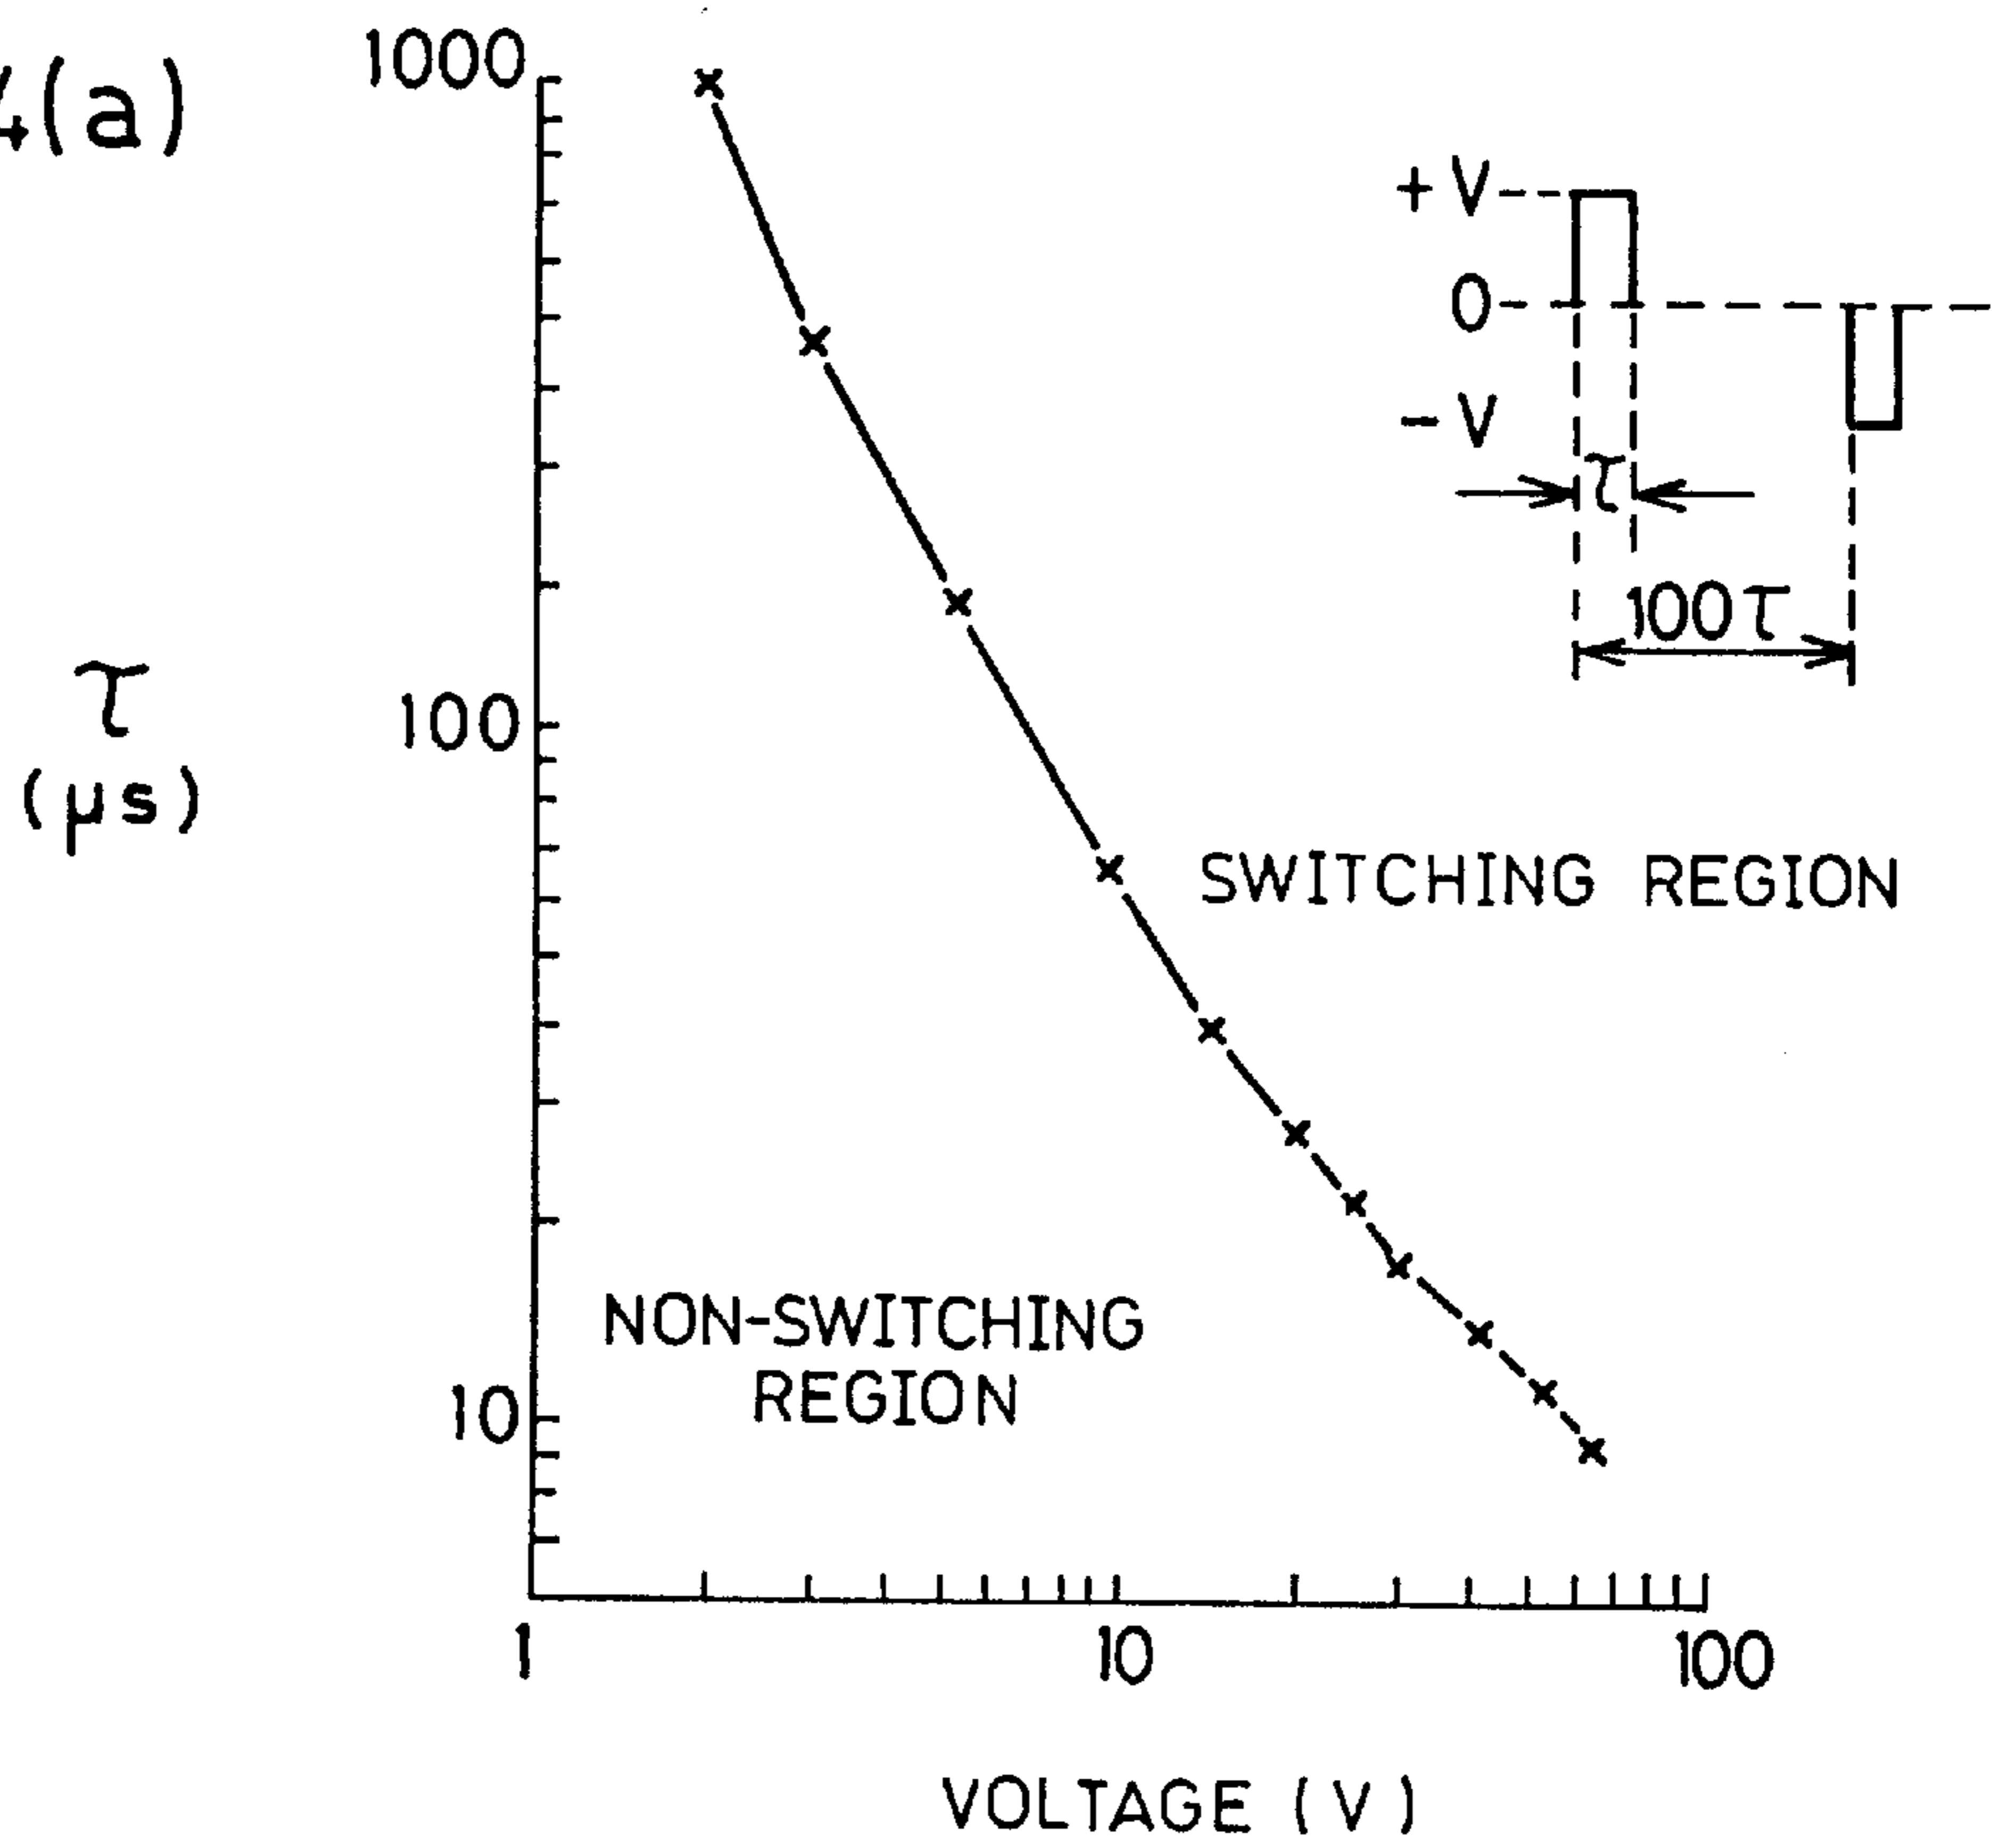 4(a)
1000
100
10
τ
(μs)
+V
0
-V
τ
100τ
SWITCHING REGION
NON-SWITCHING
REGION
1
10
100
VOLTAGE (V)